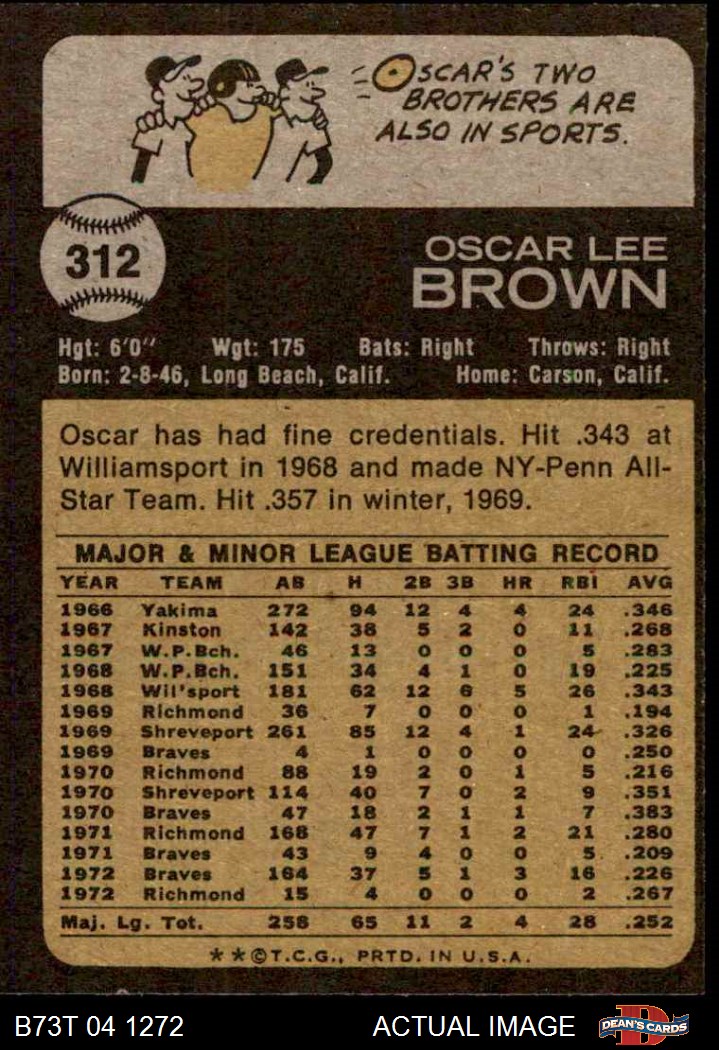 OSCAR'S TWO
BROTHERS ARE
ALSO IN SPORTS.
312
OSCAR LEE
BROWN
Hgt: 6'0" Wgt: 175 Bats: Right Throws: Right
Born: 2-8-46, Long Beach, Calif. Home: Carson, Calif.
Oscar has had fine credentials. Hit .343 at
Williamsport in 1968 and made NY-Penn All-
Star Team. Hit .357 in winter, 1969.
MAJOR & MINOR LEAGUE BATTING RECORD
YEAR TEAM AB H 2B 3B HR RBI AVG
1966 Yakima 272 94 12 4 4 24 .346
1967 Kinston 142 38 5 2 0 11 .268
1967 W.P.Bch. 46 13 0 0 0 5 .283
1968 W.P.Bch. 151 34 4 1 0 19 .225
1968 Wil'sport 181 62 12 6 5 26 .343
1969 Richmond 36 7 0 0 0 1 .194
1969 Shreveport 261 85 12 4 1 24 .326
1969 Braves 4 1 0 0 0 0 .250
1970 Richmond 88 19 2 0 1 5 .216
1970 Shreveport 114 40 7 0 2 9 .351
1970 Braves 47 18 2 1 1 7 .383
1971 Richmond 168 47 7 1 2 21 .280
1971 Braves 43 9 4 0 0 5 .209
1972 Braves 164 37 5 1 3 16 .226
1972 Richmond 15 4 0 0 0 2 .267
Maj. Lg. Tot. 258 65 11 2 4 28 .252
**©T.C.G., PRTD. IN U.S.A.
B73T 04 1272 ACTUAL IMAGE D DEAN'S CARDS